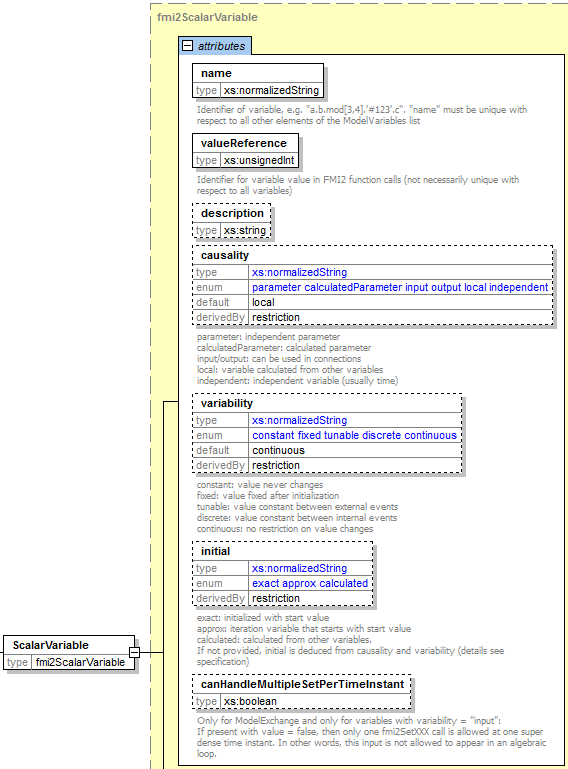 fmi2ScalarVariable
attributes
name
type xs:normalizedString
Identifier of variable, e.g. "a.b.mod[3,4],'#123'.c". "name" must be unique with
respect to all other elements of the ModelVariables list
valueReference
type xs:unsignedInt
Identifier for variable value in FMI2 function calls (not necessarily unique with
respect to all variables)
description
type xs:string
causality
type xs:normalizedString
enum parameter calculatedParameter input output local independent
default local
derivedBy restriction
parameter: independent parameter
calculatedParameter: calculated parameter
input/output: can be used in connections
local: variable calculated from other variables
independent: independent variable (usually time)
variability
type xs:normalizedString
enum constant fixed tunable discrete continuous
default continuous
derivedBy restriction
constant: value never changes
fixed: value fixed after initialization
tunable: value constant between external events
discrete: value constant between internal events
continuous: no restriction on value changes
initial
type xs:normalizedString
enum exact approx calculated
derivedBy restriction
exact: initialized with start value
approx: iteration variable that starts with start value
calculated: calculated from other variables.
If not provided, initial is deduced from causality and variability (details see
specification)
ScalarVariable
type fmi2ScalarVariable
canHandleMultipleSetPerTimeInstant
type xs:boolean
Only for ModelExchange and only for variables with variability = "input":
If present with value = false, then only one fmi2SetXXX call is allowed at one super
dense time instant. In other words, this input is not allowed to appear in an algebraic
loop.